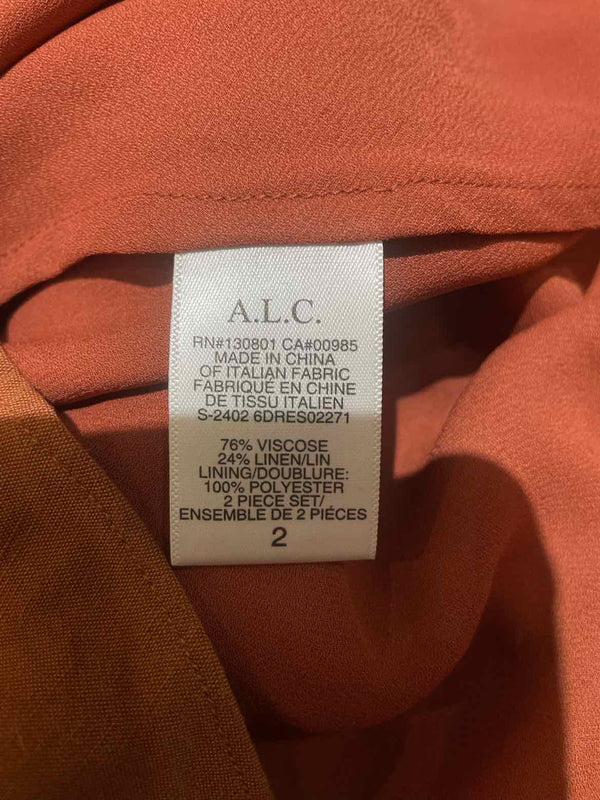 A.L.C.
RN#130801 CA#00985
MADE IN CHINA
OF ITALIAN FABRIC
FABRIQUÉ EN CHINE
DE TISSU ITALIEN
S-2402 6DRES02271
76% VISCOSE
24% LINEN/LIN
LINING/DOUBLURE:
100% POLYESTER
2 PIECE SET/
ENSEMBLE DE 2 PIÉCES
2